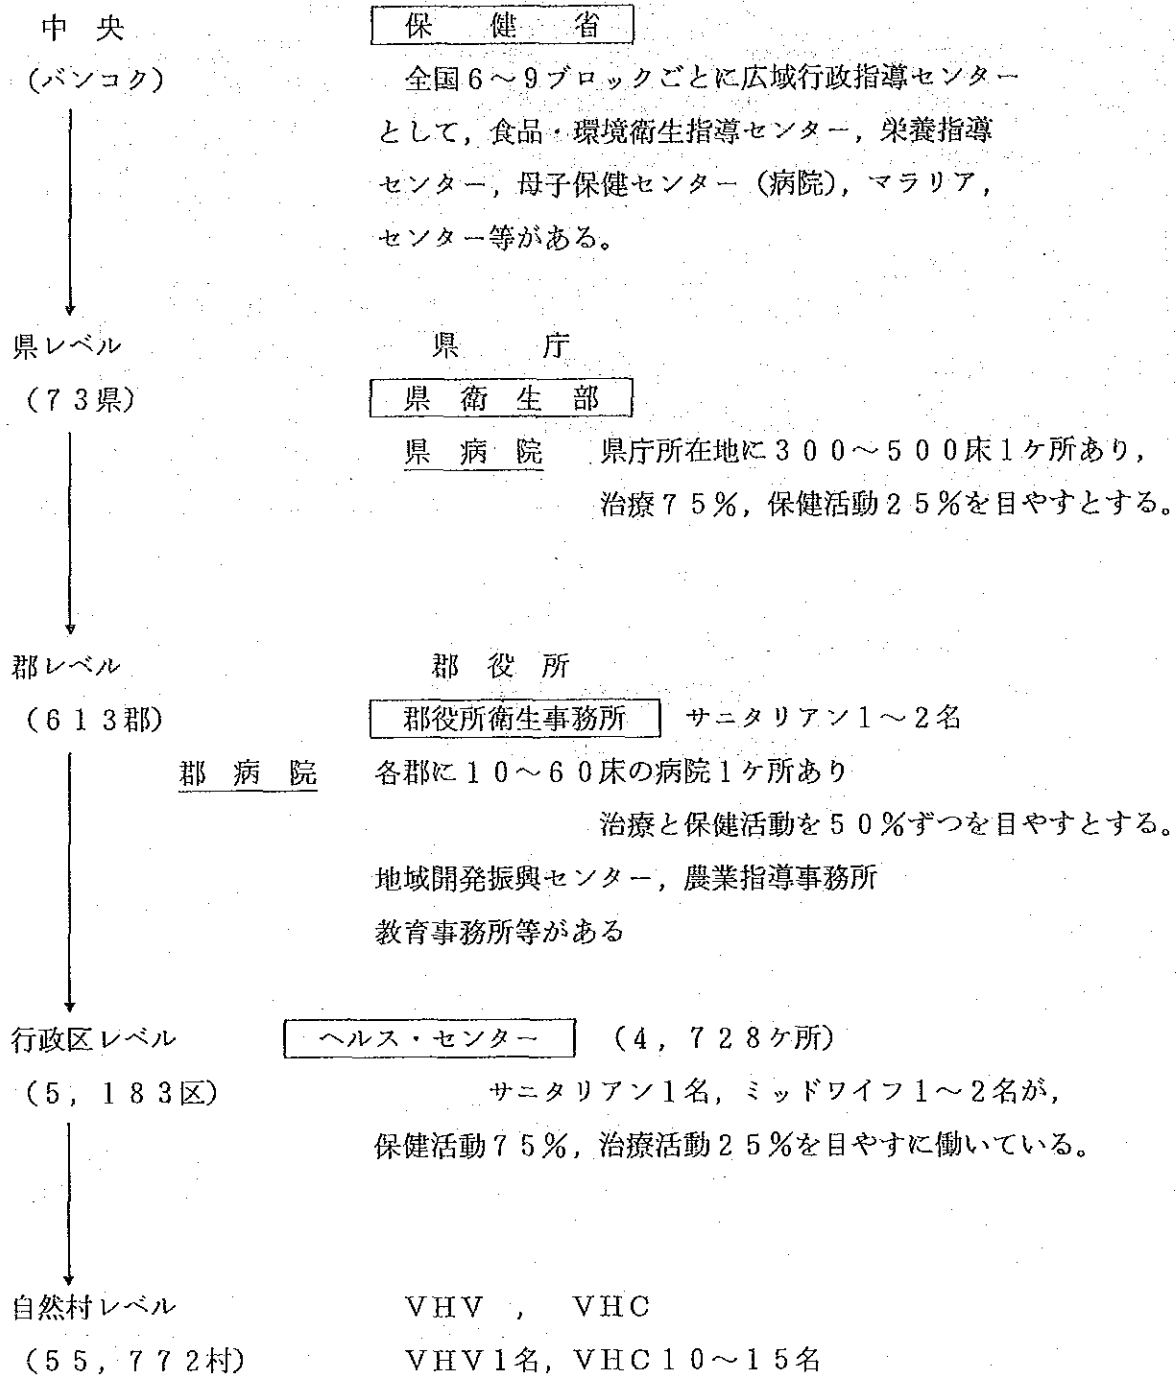 中央 保健省
(バンコク) 全国6～9ブロックごとに広域行政指導センター
として，食品・環境衛生指導センター，栄養指導
センター，母子保健センター（病院），マラリア，
センター等がある。
県レベル 県庁
(73県) 県衛生部
県病院 県庁所在地に300～500床1ケ所あり，
治療75％，保健活動25％を目やすとする。
郡レベル 郡役所
(613郡) 郡役所衛生事務所 サニタリアン1～2名
郡病院 各郡に10～60床の病院1ケ所あり
治療と保健活動を50％ずつを目やすとする。
地域開発振興センター，農業指導事務所
教育事務所等がある
行政区レベル ヘルス・センター (4,728ケ所)
(5,183区) サニタリアン1名，ミッドワイフ1～2名が，
保健活動75％，治療活動25％を目やすに働いている。
自然村レベル VHV ， VHC
(55,772村) VHV1名，VHC10～15名